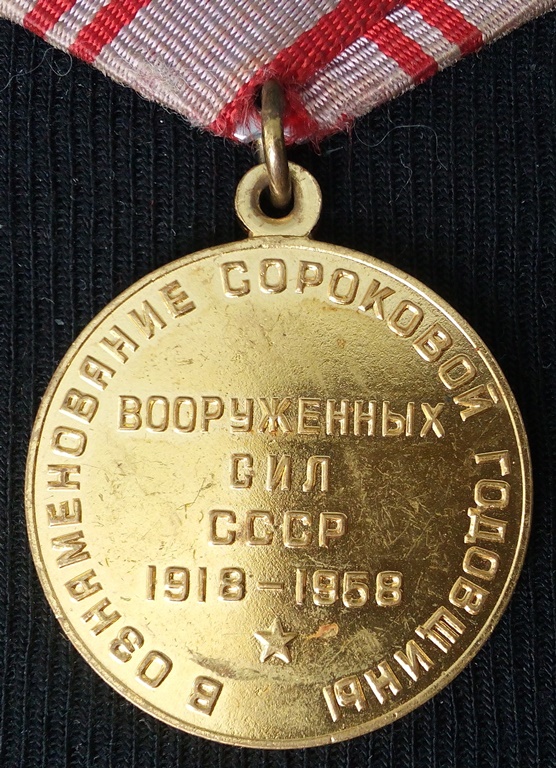 В ОЗНАМЕНОВАНИЕ СОРОКОВОЙ ГОДОВЩИНЫ
ВООРУЖЕННЫХ
СИЛ
СССР
1918-1958